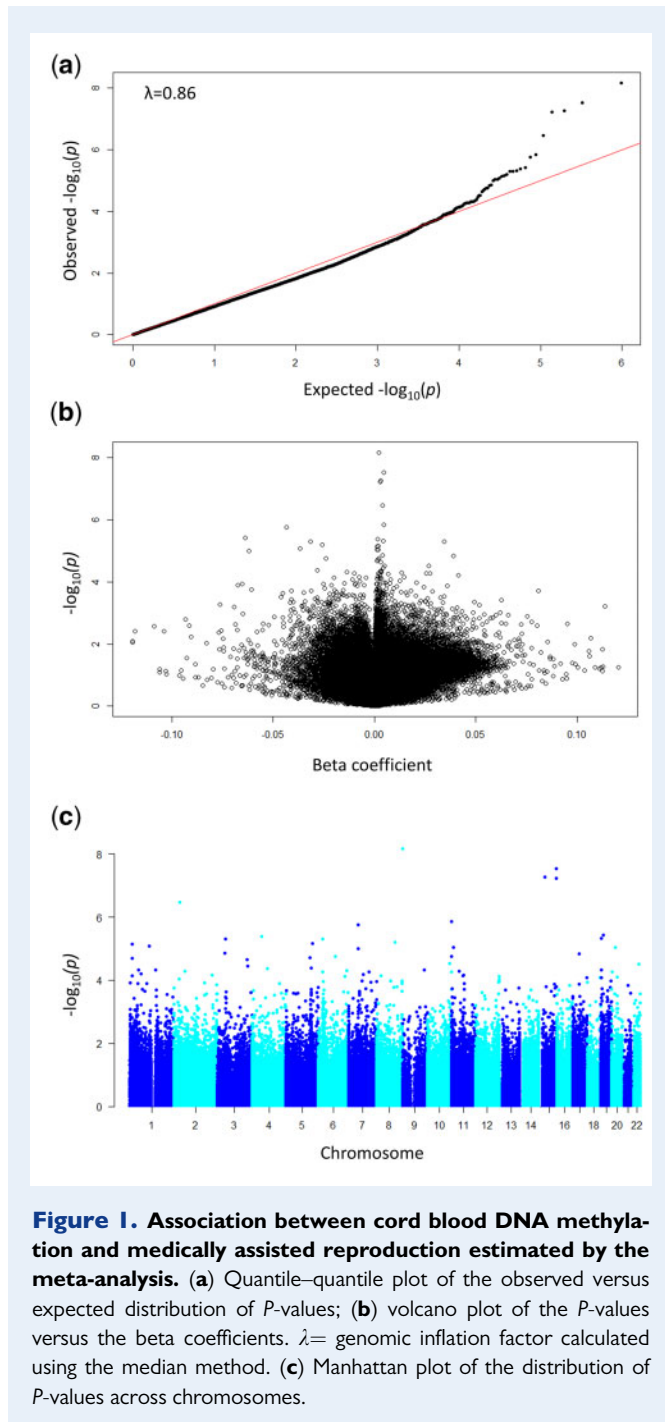 (a)
λ=0.86
Observed -log10(p)
8
6
4
2
0
0 1 2 3 4 5 6
Expected -log10(p)
(b)
-log10(p)
8
6
4
2
0
-0.10 -0.05 0.00 0.05 0.10
Beta coefficient
(c)
-log10(p)
8
6
4
2
0
1 2 3 4 5 6 7 8 9 10 11 12 13 14 15 16 18 20 22
Chromosome
Figure 1. Association between cord blood DNA methyla-
tion and medically assisted reproduction estimated by the
meta-analysis. (a) Quantile–quantile plot of the observed versus
expected distribution of P-values; (b) volcano plot of the P-values
versus the beta coefficients. λ= genomic inflation factor calculated
using the median method. (c) Manhattan plot of the distribution of
P-values across chromosomes.